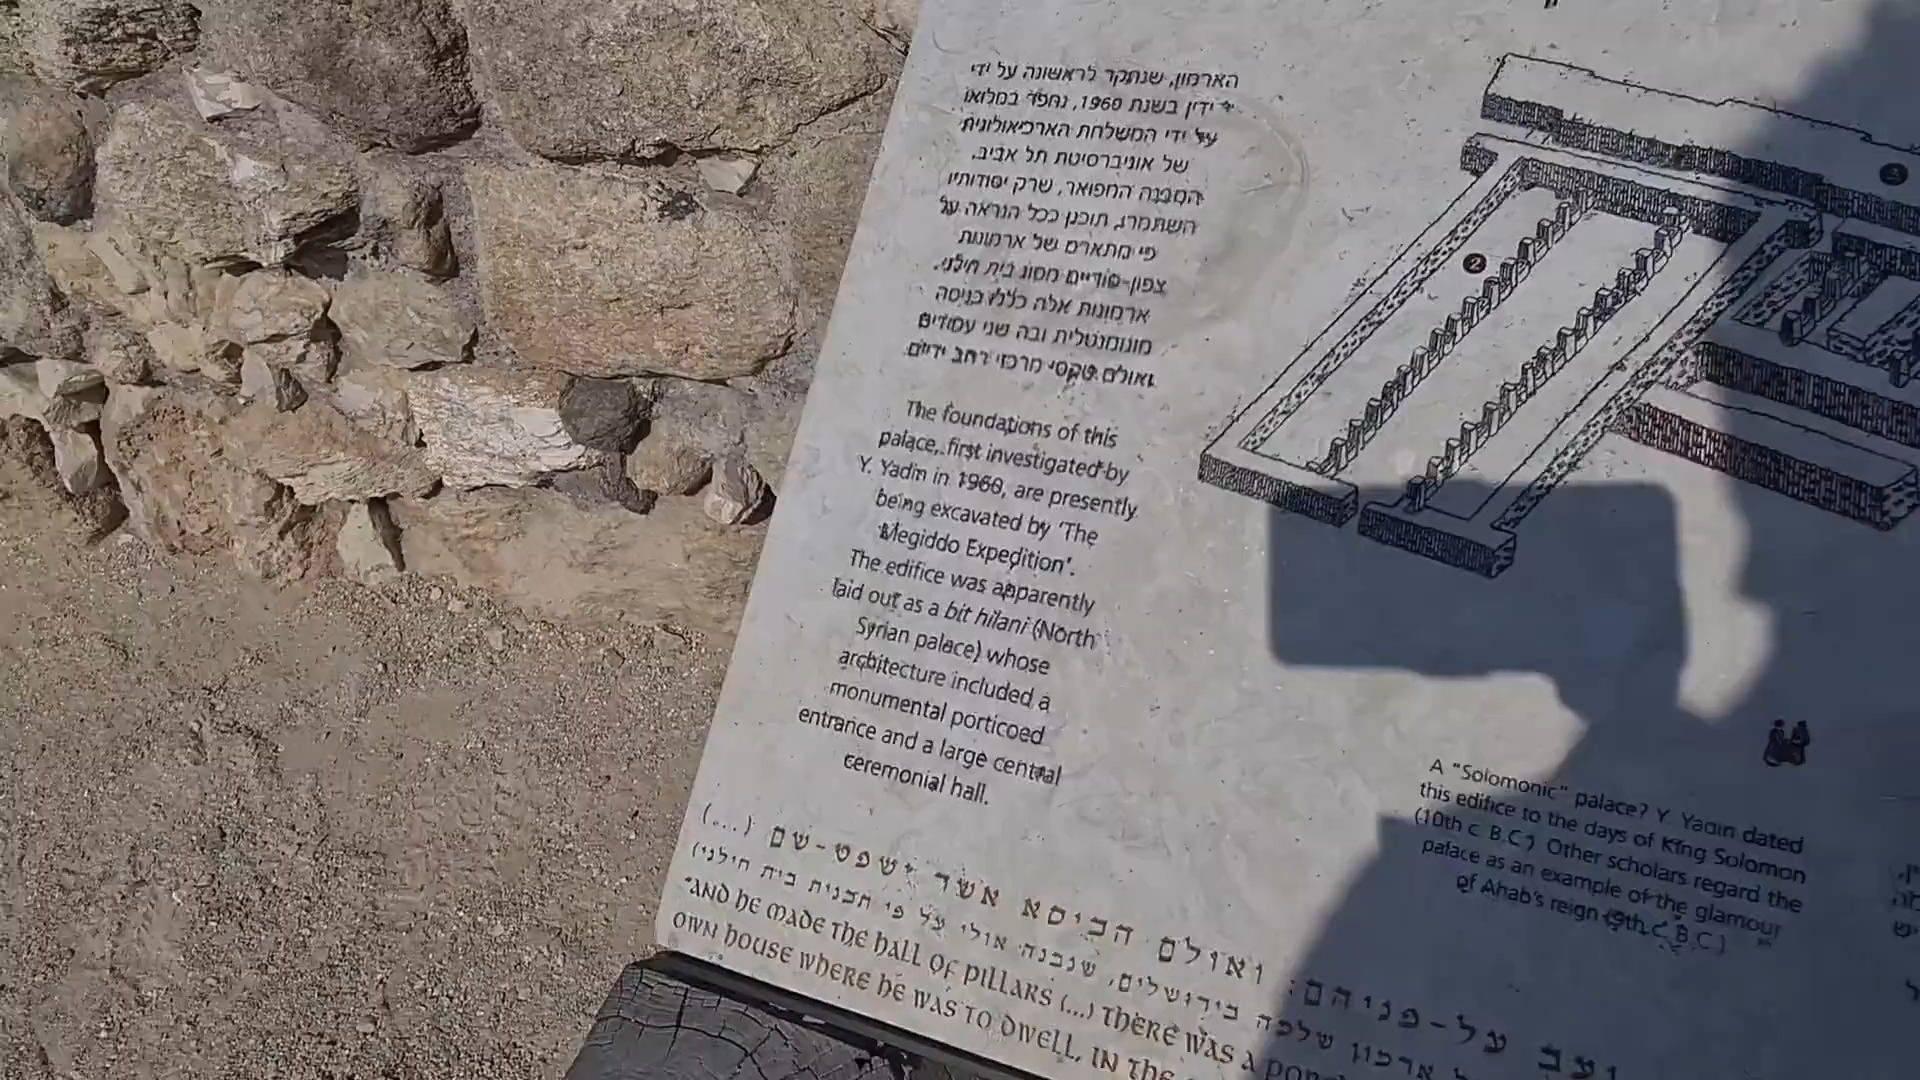 הארמון, שנחקר לראשונה על ידי
י ידין בשנת 1960, נחפר במלואו
על ידי המשלחת הארכיאולוגית
של אוניברסיטת תל אביב.
המבנה המפואר, שרק יסודותיו
השתמרו, תוכנן ככל הנראה על
פי מתארם של ארמונות
צפון-סוריים מסוג בית חילני.
ארמונות אלה כללו כניסה
מונומנטלית ובה שני עמודים
ואולם טקסי מרכזי רחב ידיים.
The foundations of this
palace, first investigated by
Y. Yadin in 1960, are presently
being excavated by 'The
Megiddo Expedition'.
The edifice was apparently
laid out as a bit hilani (North
Syrian palace) whose
architecture included a
monumental porticoed
entrance and a large central
ceremonial hall.
2
3
A "Solomonic" palace? Y. Yadin dated
this edifice to the days of King Solomon
(10th c. B.C.) Other scholars regard the
palace as an example of the glamour
of Ahab's reign (9th c. B.C.)
ואולם הכיסא אשר ישפט-שם (...)
שנבנה אולי על פי תבנית בית חילני)
על-פניהם:
שלמה בירושלים,
"AND HE MADE THE HALL OF PILLARS (...) THERE WAS A
OWN HOUSE WHERE HE WAS TO DWELL, IN THE